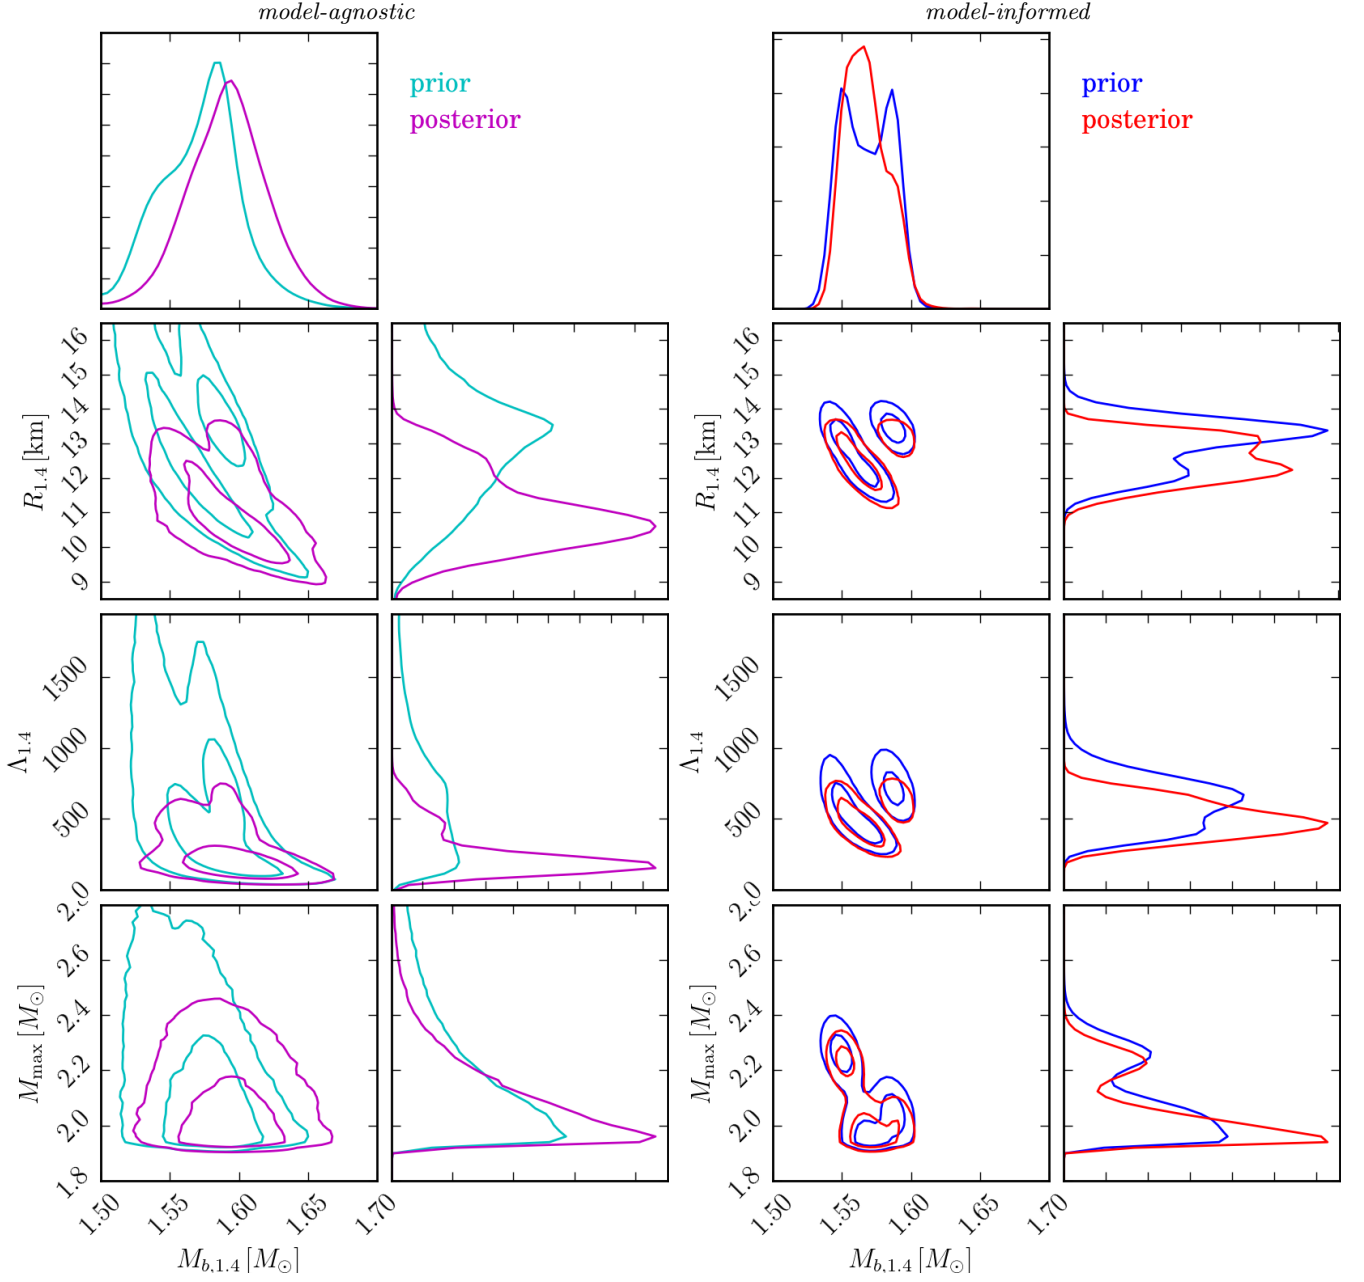 model-agnostic
model-informed
prior
posterior
prior
posterior
R1.4 [km]
16
15
14
13
12
11
10
9
R1.4 [km]
16
15
14
13
12
11
10
9
Λ1.4
1500
1000
500
0
Λ1.4
1500
1000
500
0
Mmax [M⊙]
2.8
2.6
2.4
2.2
2.0
1.8
Mmax [M⊙]
2.8
2.6
2.4
2.2
2.0
1.8
1.50 1.55 1.60 1.65 1.70
1.50 1.55 1.60 1.65 1.70
Mb,1.4 [M⊙]
Mb,1.4 [M⊙]